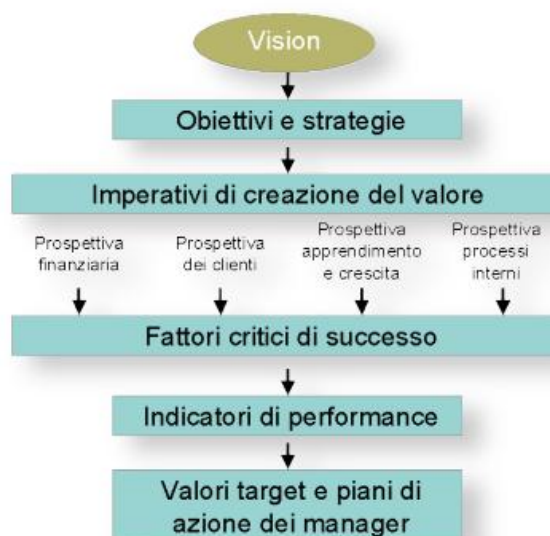 Vision
Obiettivi e strategie
Imperativi di creazione del valore
Prospettiva
finanziaria
Prospettiva
dei clienti
Prospettiva
apprendimento
e crescita
Prospettiva
processi
interni
Fattori critici di successo
Indicatori di performance
Valori target e piani di
azione dei manager